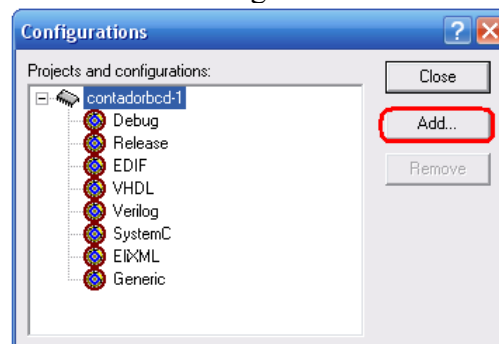 Configurations
Projects and configurations:
contadorbcd-1
Debug
Release
EDIF
VHDL
Verilog
SystemC
EliXML
Generic
Close
Add...
Remove